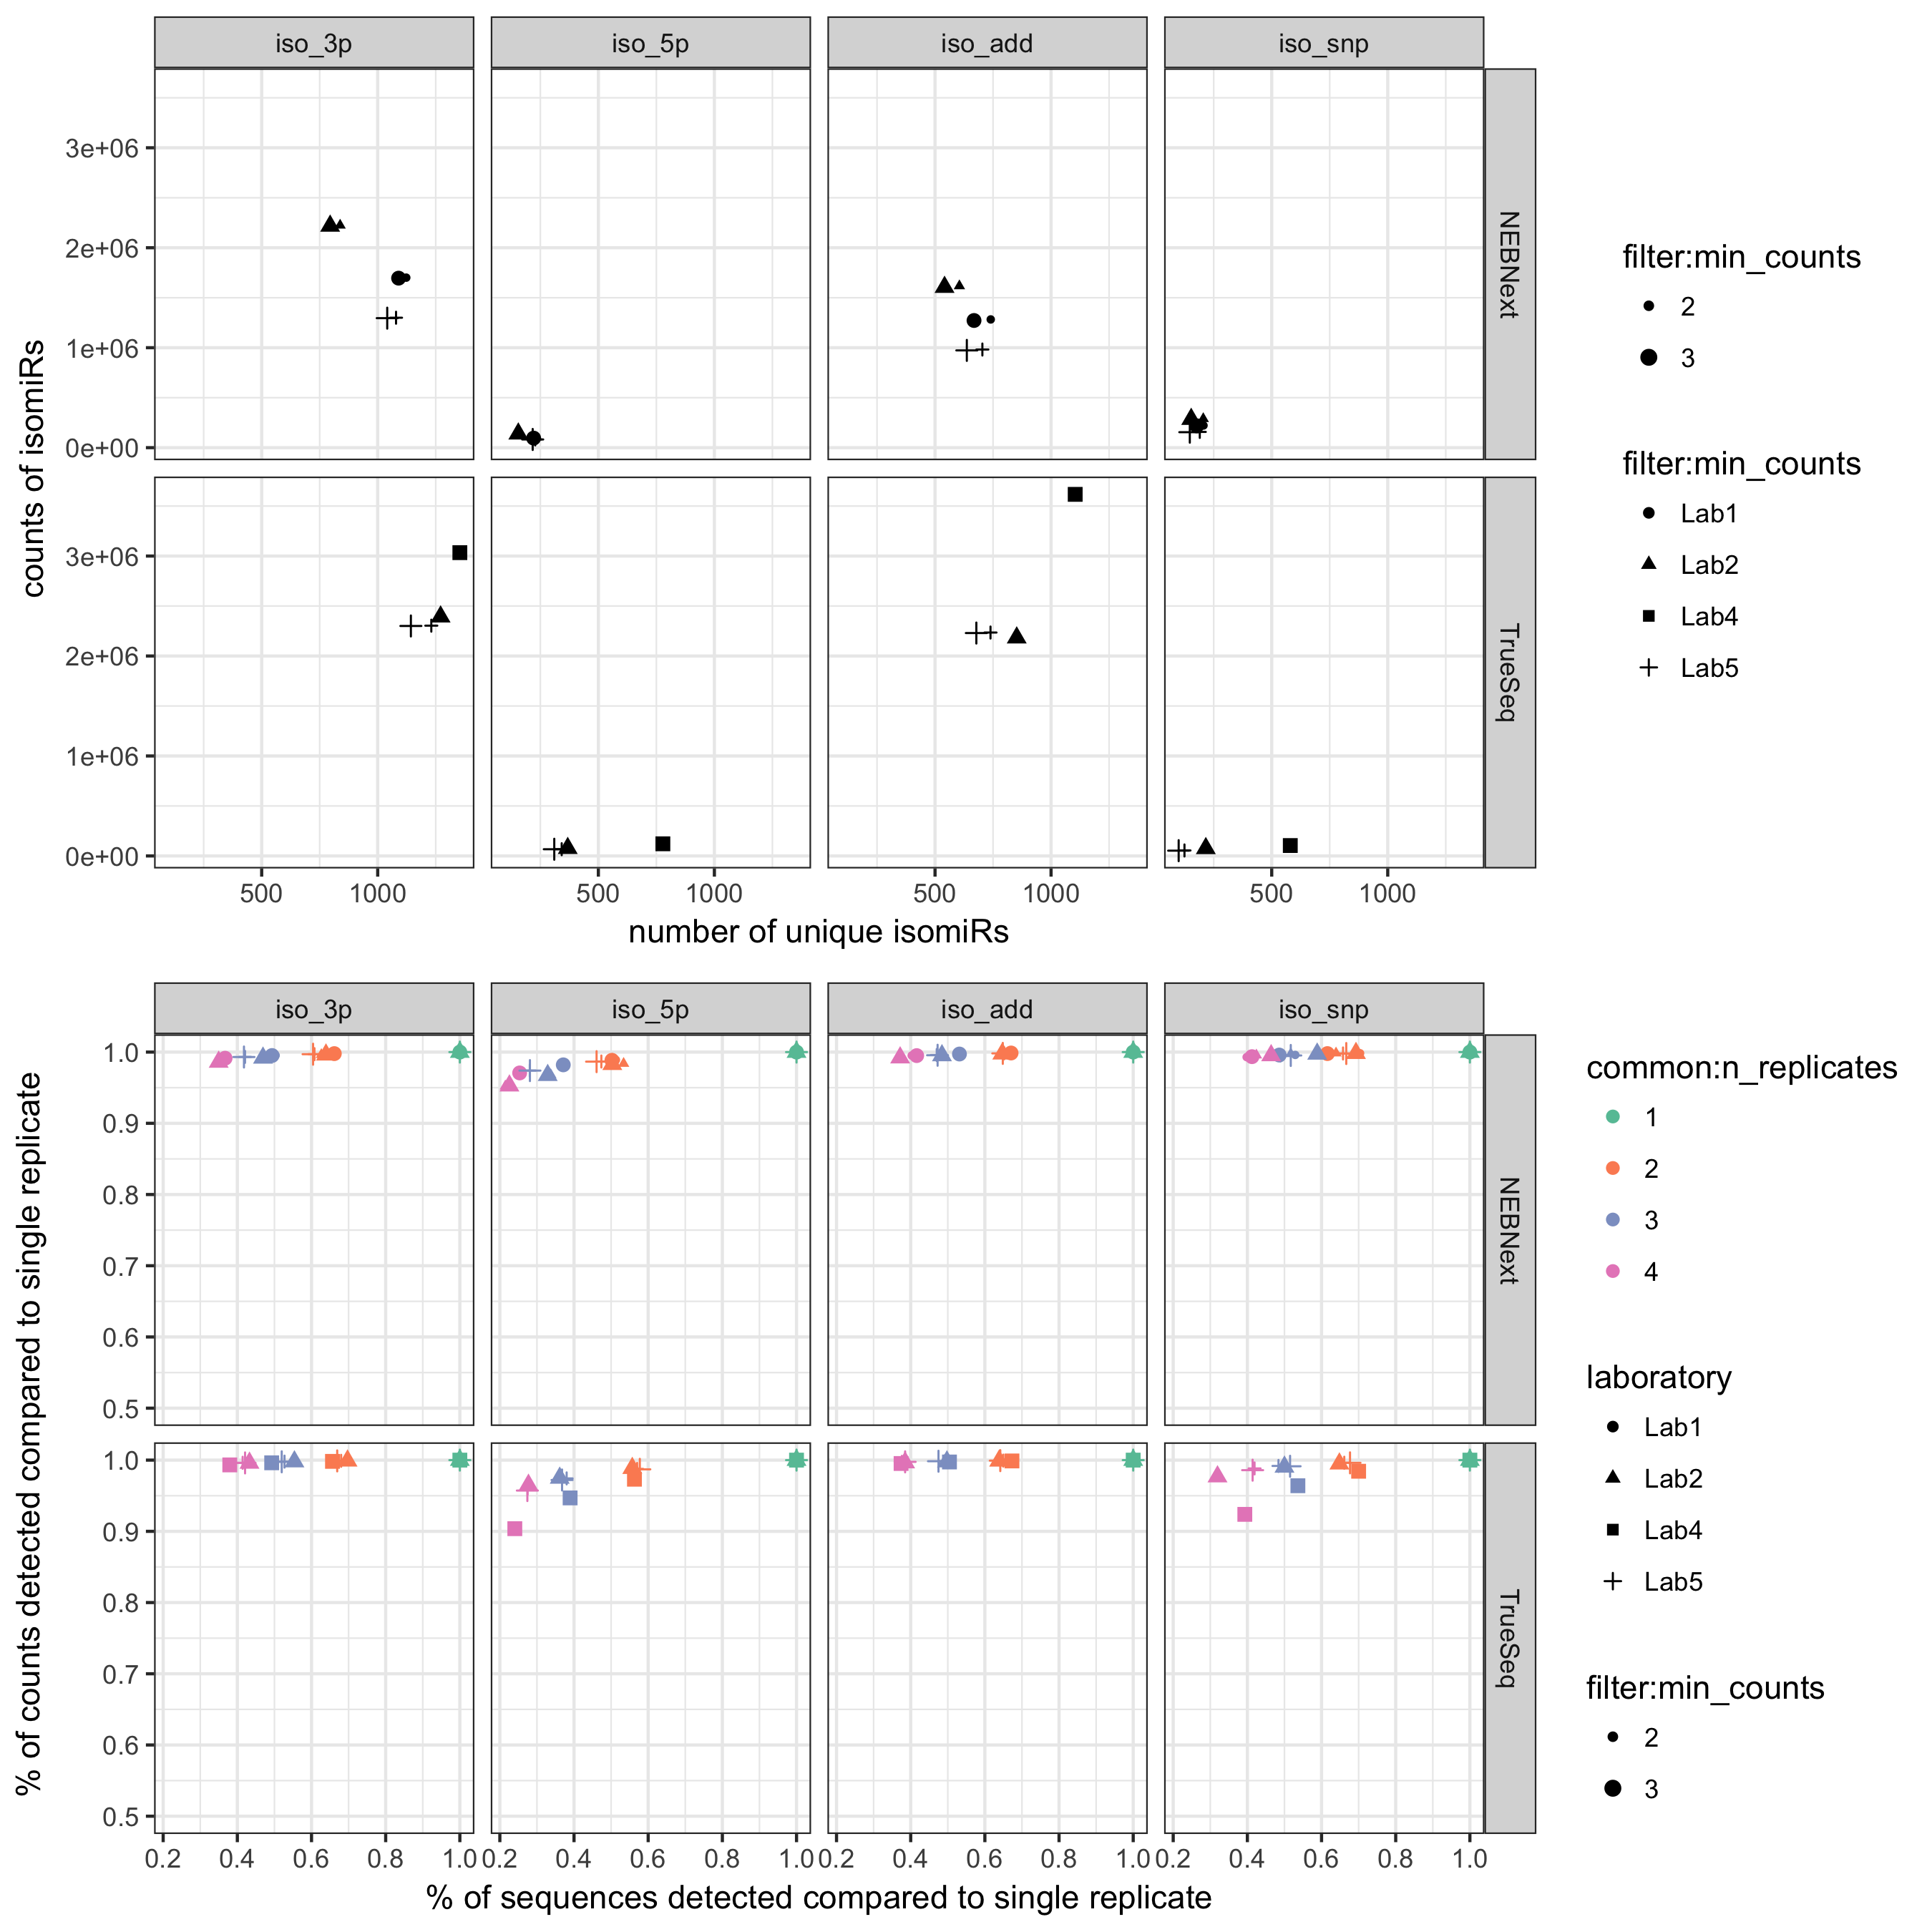 iso_3p iso_5p iso_add iso_snp
3e+06
2e+06
1e+06
0e+00
NEBNext
3e+06
2e+06
1e+06
0e+00
TrueSeq
500 1000 500 1000 500 1000 500 1000
number of unique isomiRs
counts of isomiRs
filter:min_counts
2
3
filter:min_counts
Lab1
Lab2
Lab4
Lab5
iso_3p iso_5p iso_add iso_snp
1.0
0.9
0.8
0.7
0.6
0.5
NEBNext
1.0
0.9
0.8
0.7
0.6
0.5
TrueSeq
0.2 0.4 0.6 0.8 1.0 0.2 0.4 0.6 0.8 1.0 0.2 0.4 0.6 0.8 1.0 0.2 0.4 0.6 0.8 1.0
% of sequences detected compared to single replicate
% of counts detected compared to single replicate
common:n_replicates
1
2
3
4
laboratory
Lab1
Lab2
Lab4
Lab5
filter:min_counts
2
3